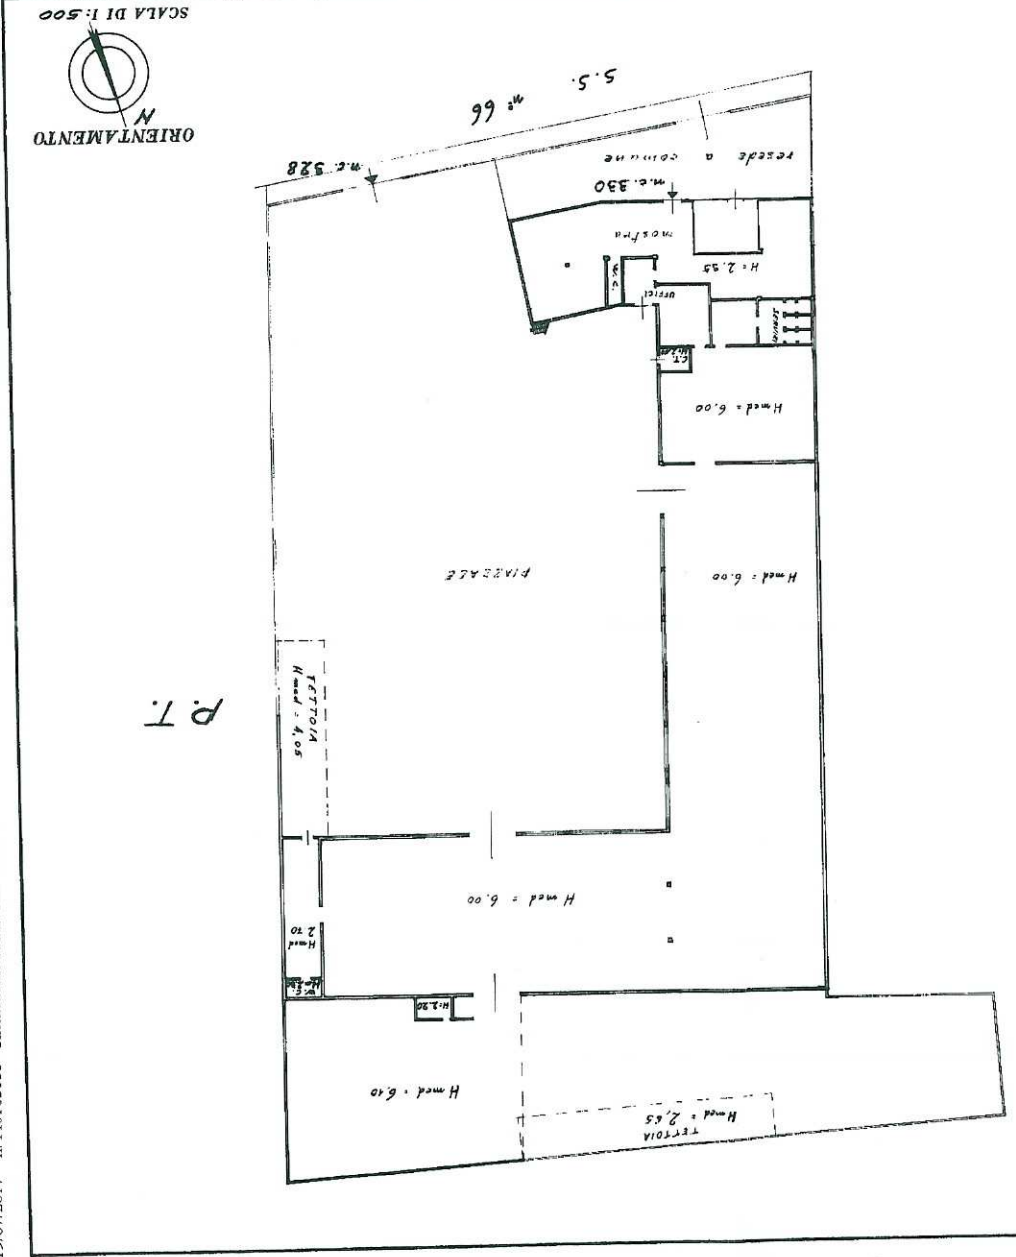 ORIENTAMENTO
N
SCALA DI 1:500
S.S. n° 66
n.c. 328
resede a comune
n.c. 330
mostra
H = 2.95
W.C.
UFFICI
SERVIZI
C.T.
H med = 6.00
H med = 6.00
PIAZZALE
TETTOIA
H med = 4,05
P.T.
H med = 6.00
H med
2.70
W.C.
H=2.20
H med = 6,10
TETTOIA
H med = 2,65